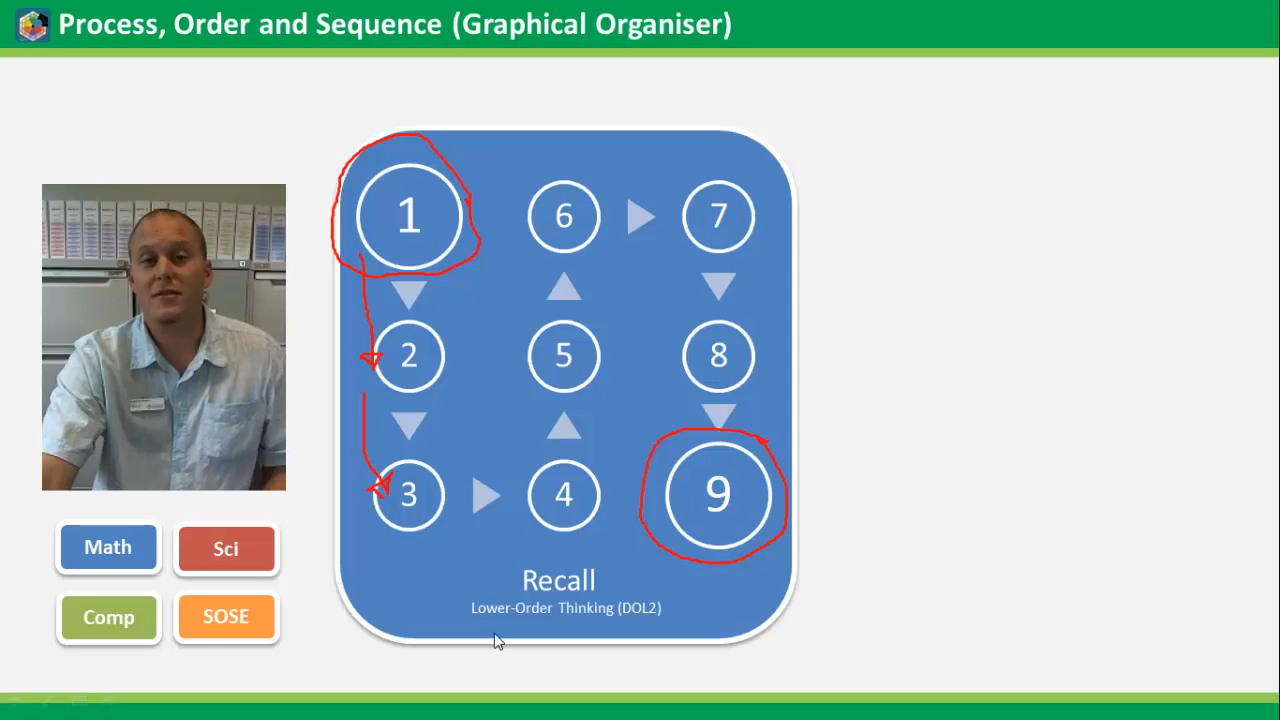 Process, Order and Sequence (Graphical Organiser)
1 6 7
2 5 8
3 4 9
Recall
Lower-Order Thinking (DOL2)
Math Sci
Comp SOSE